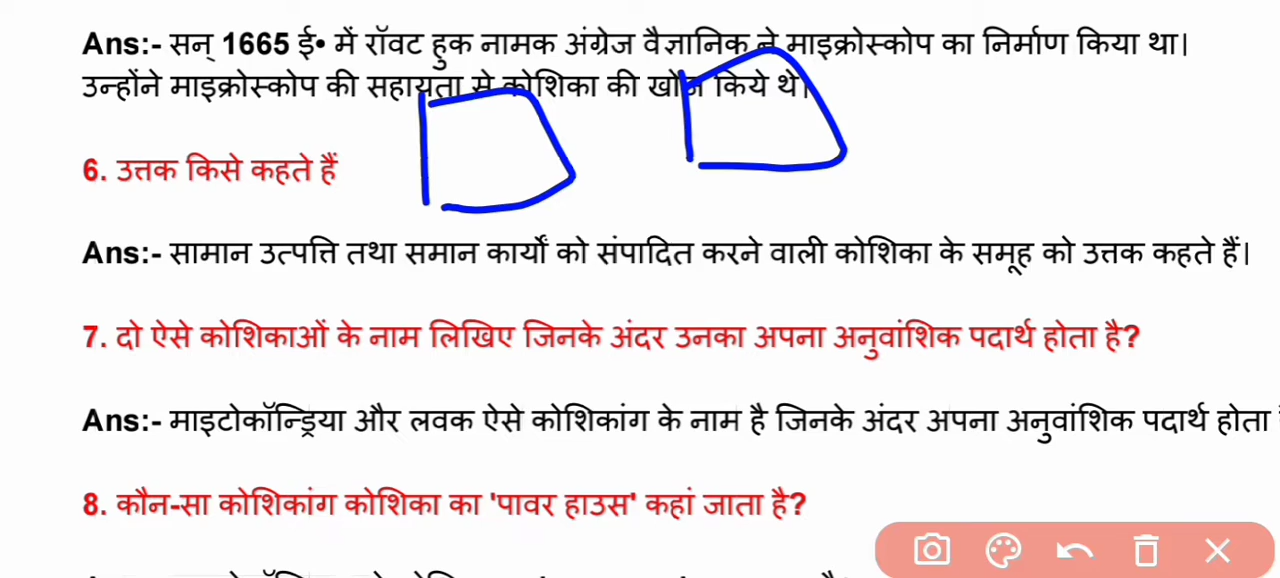 Ans:- सन् 1665 ई• में रॉवट हुक नामक अंग्रेज वैज्ञानिक ने माइक्रोस्कोप का निर्माण किया था।
उन्होंने माइक्रोस्कोप की सहायता से कोशिका की खोज किये थे।
6. उत्तक किसे कहते हैं
Ans:- सामान उत्पत्ति तथा समान कार्यों को संपादित करने वाली कोशिका के समूह को उत्तक कहते हैं।
7. दो ऐसे कोशिकाओं के नाम लिखिए जिनके अंदर उनका अपना अनुवांशिक पदार्थ होता है?
Ans:- माइटोकॉन्ड्रिया और लवक ऐसे कोशिकांग के नाम है जिनके अंदर अपना अनुवांशिक पदार्थ होता
8. कौन-सा कोशिकांग कोशिका का 'पावर हाउस' कहां जाता है?